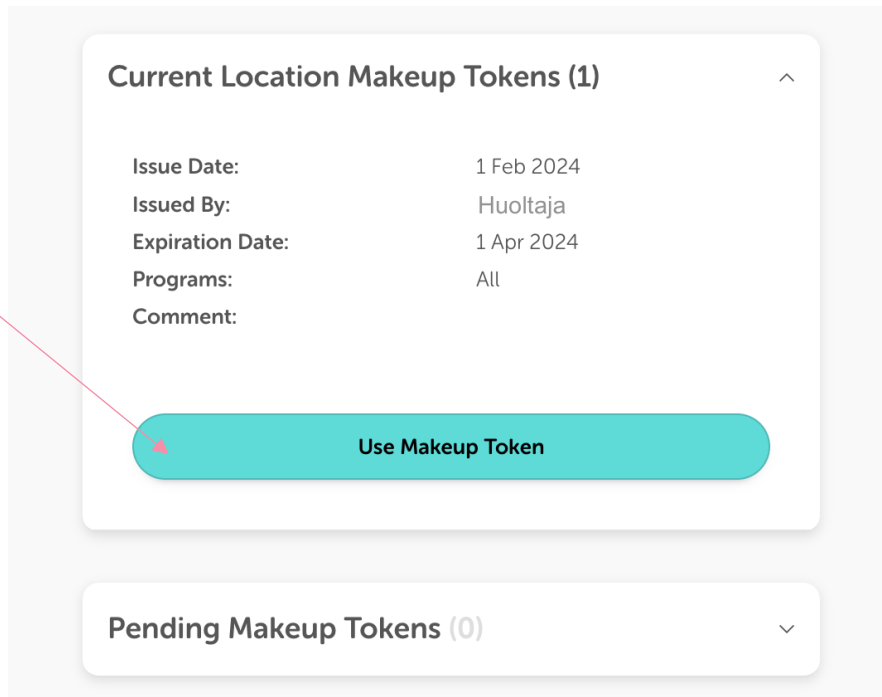 Current Location Makeup Tokens (1)
Issue Date: 1 Feb 2024
Issued By: Huoltaja
Expiration Date: 1 Apr 2024
Programs: All
Comment:
Use Makeup Token
Pending Makeup Tokens (0)